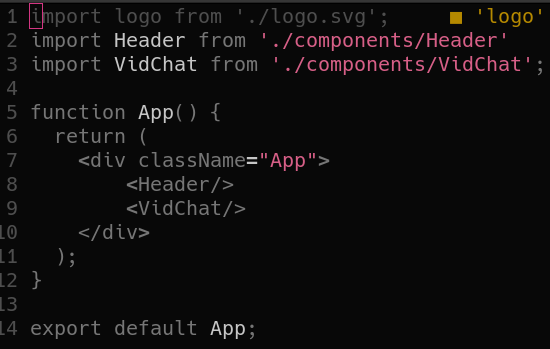 1 import logo from './logo.svg';     ■ 'logo'
2 import Header from './components/Header'
3 import VidChat from './components/VidChat';
4
5 function App() {
6   return (
7     <div className="App">
8         <Header/>
9         <VidChat/>
10     </div>
11   );
12 }
13
14 export default App;